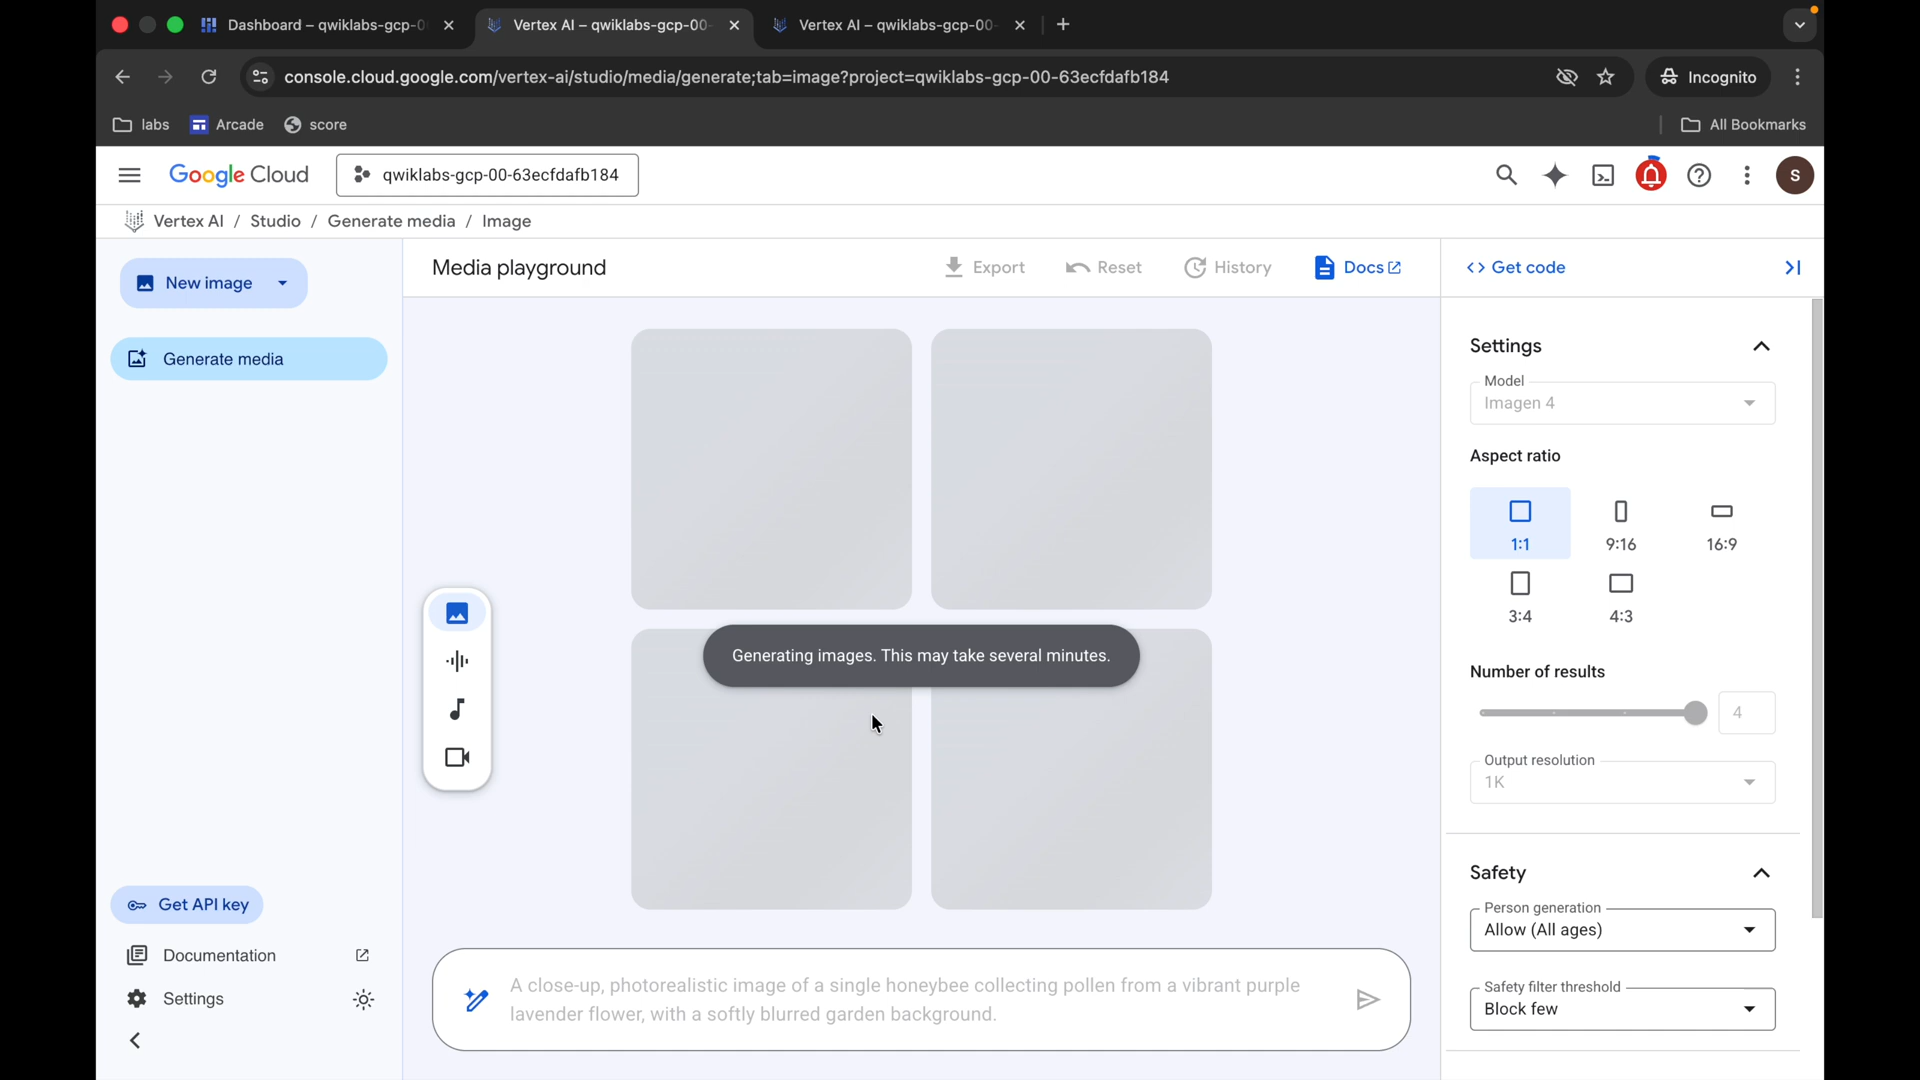 Dashboard – qwiklabs-gcp-0
Vertex AI – qwiklabs-gcp-00-
Vertex AI – qwiklabs-gcp-00-
console.cloud.google.com/vertex-ai/studio/media/generate;tab=image?project=qwiklabs-gcp-00-63ecfdafb184
Incognito
labs
Arcade
score
All Bookmarks
Google Cloud
qwiklabs-gcp-00-63ecfdafb184
S
Vertex AI / Studio / Generate media / Image
New image
Generate media
Get API key
Documentation
Settings
Media playground
Export
Reset
History
Docs
Generating images. This may take several minutes.
A close-up, photorealistic image of a single honeybee collecting pollen from a vibrant purple
lavender flower, with a softly blurred garden background.
<> Get code
Settings
Model
Imagen 4
Aspect ratio
1:1
9:16
16:9
3:4
4:3
Number of results
4
Output resolution
1K
Safety
Person generation
Allow (All ages)
Safety filter threshold
Block few